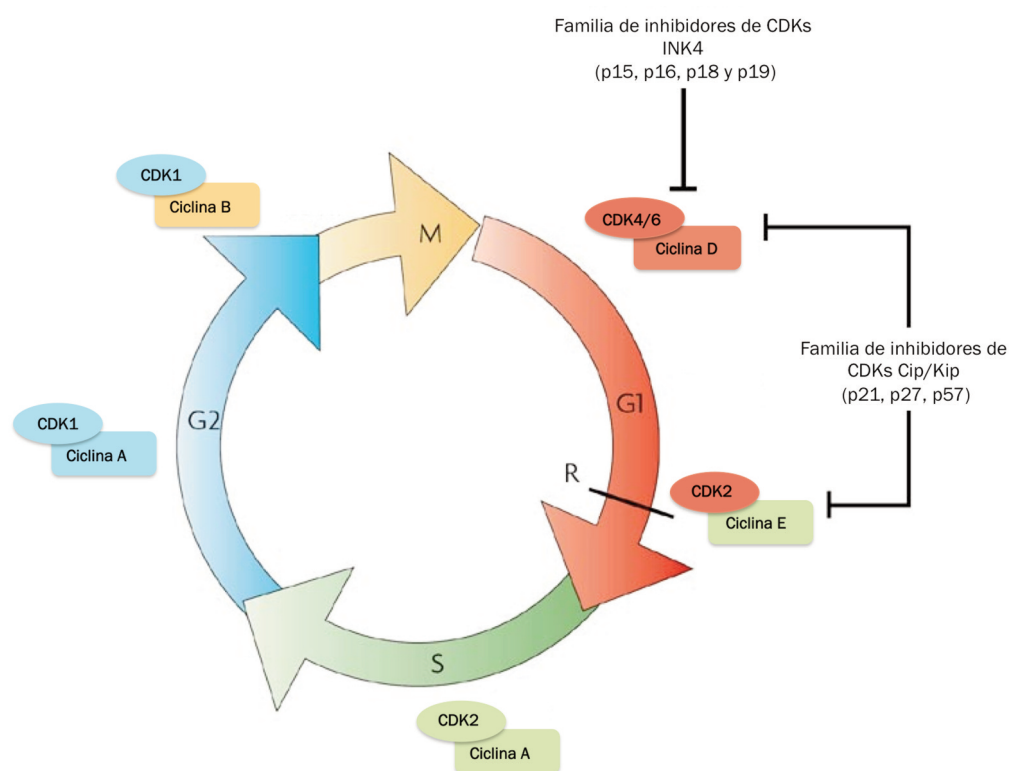 Familia de inhibidores de CDKs
INK4
(p15, p16, p18 y p19)
CDK1
Ciclina B
M
CDK4/6
Ciclina D
Familia de inhibidores de
CDKs Cip/Kip
(p21, p27, p57)
G1
G2
CDK1
Ciclina A
R
CDK2
Ciclina E
S
CDK2
Ciclina A